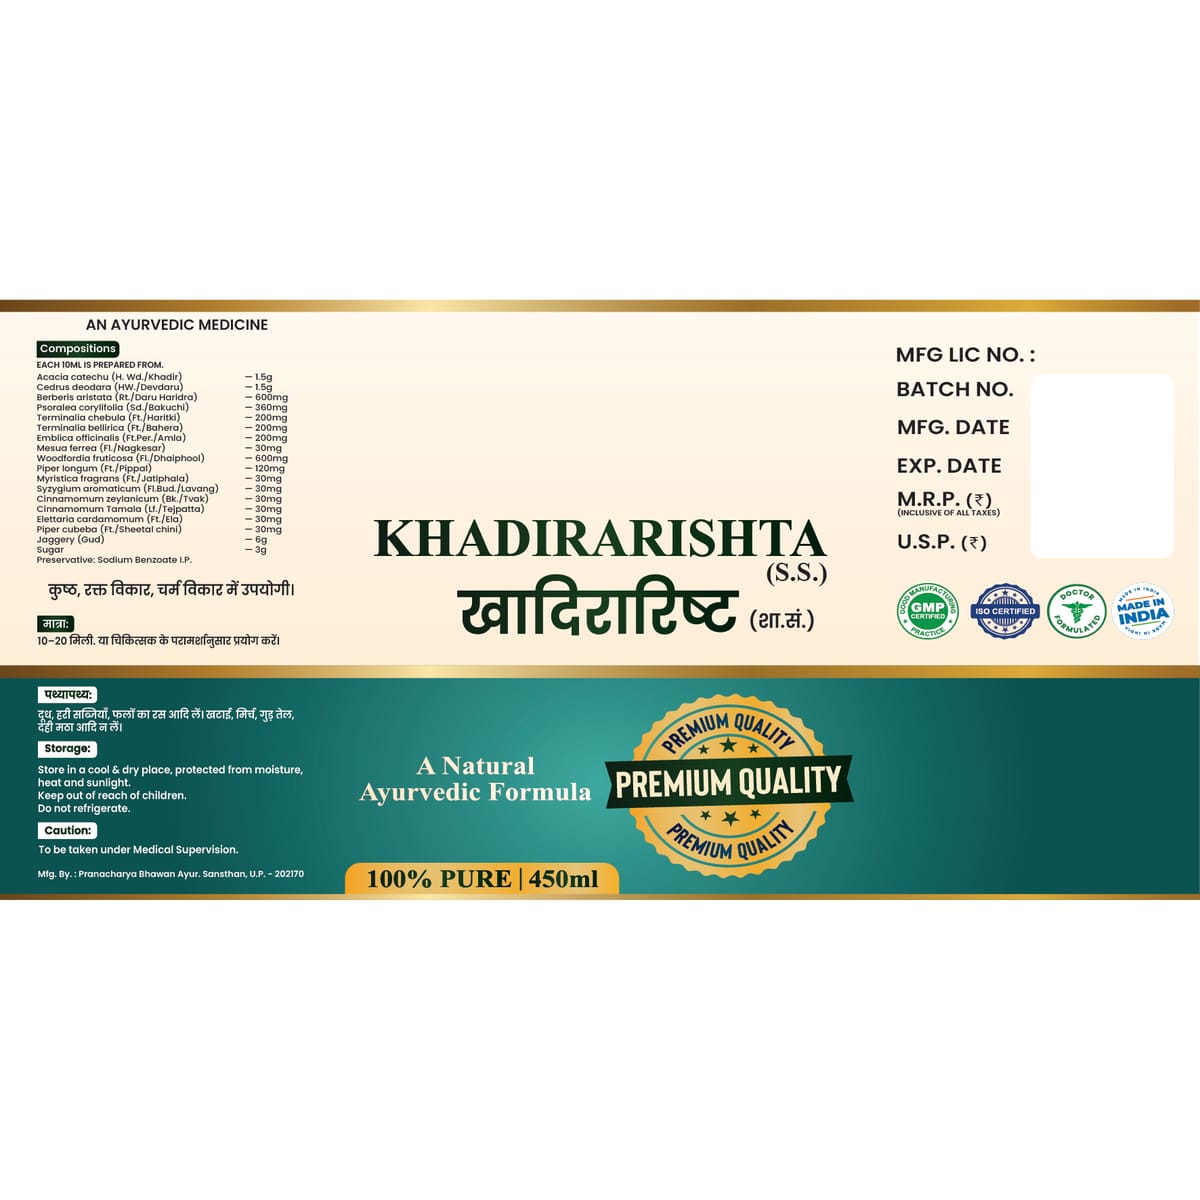 AN AYURVEDIC MEDICINE
Compositions
EACH 10ML IS PREPARED FROM.
Acacia catechu (H. Wd./Khadir) – 1.5g
Cedrus deodara (HW./Devdaru) – 1.5g
Berberis aristata (Rt./Daru Haridra) – 600mg
Psoralea corylifolia (Sd./Bakuchi) – 360mg
Terminalia chebula (Ft./Haritki) – 200mg
Terminalia bellirica (Ft./Bahera) – 200mg
Emblica officinalis (Ft.Per./Amla) – 200mg
Mesua ferrea (Fl./Nagkesar) – 30mg
Woodfordia fruticosa (Fl./Dhaiphool) – 600mg
Piper longum (Ft./Pippal) – 120mg
Myristica fragrans (Ft./Jatiphala) – 30mg
Syzygium aromaticum (Fl.Bud./Lavang) – 30mg
Cinnamomum zeylanicum (Bk./Tvak) – 30mg
Cinnamomum Tamala (Lf./Tejpatta) – 30mg
Elettaria cardamomum (Ft./Ela) – 30mg
Piper cubeba (Ft./Sheetal chini) – 30mg
Jaggery (Gud) – 6g
Sugar – 3g
Preservative: Sodium Benzoate I.P.
कुष्ठ, रक्त विकार, चर्म विकार में उपयोगी।
मात्रा:
10–20 मिली. या चिकित्सक के परामर्शानुसार प्रयोग करें।
पथ्यापथ्य:
दूध, हरी सब्जियाँ, फलों का रस आदि लें। खटाई, मिर्च, गुड़ तेल,
दही मठा आदि न लें।
Storage:
Store in a cool & dry place, protected from moisture,
heat and sunlight.
Keep out of reach of children.
Do not refrigerate.
Caution:
To be taken under Medical Supervision.
Mfg. By. : Pranacharya Bhawan Ayur. Sansthan, U.P. - 202170
KHADIRARISHTA
(S.S.)
खादिरारिष्ट (शा.सं.)
A Natural
Ayurvedic Formula
PREMIUM QUALITY
PREMIUM QUALITY
PREMIUM QUALITY
100% PURE | 450ml
MFG LIC NO. :
BATCH NO.
MFG. DATE
EXP. DATE
M.R.P. (₹)
(INCLUSIVE OF ALL TAXES)
U.S.P. (₹)
GOOD MANUFACTURING
GMP
CERTIFIED
PRACTICE
ISO CERTIFIED
DOCTOR
FORMULATED
MADE IN INDIA
MADE IN
INDIA
MADE IN INDIA